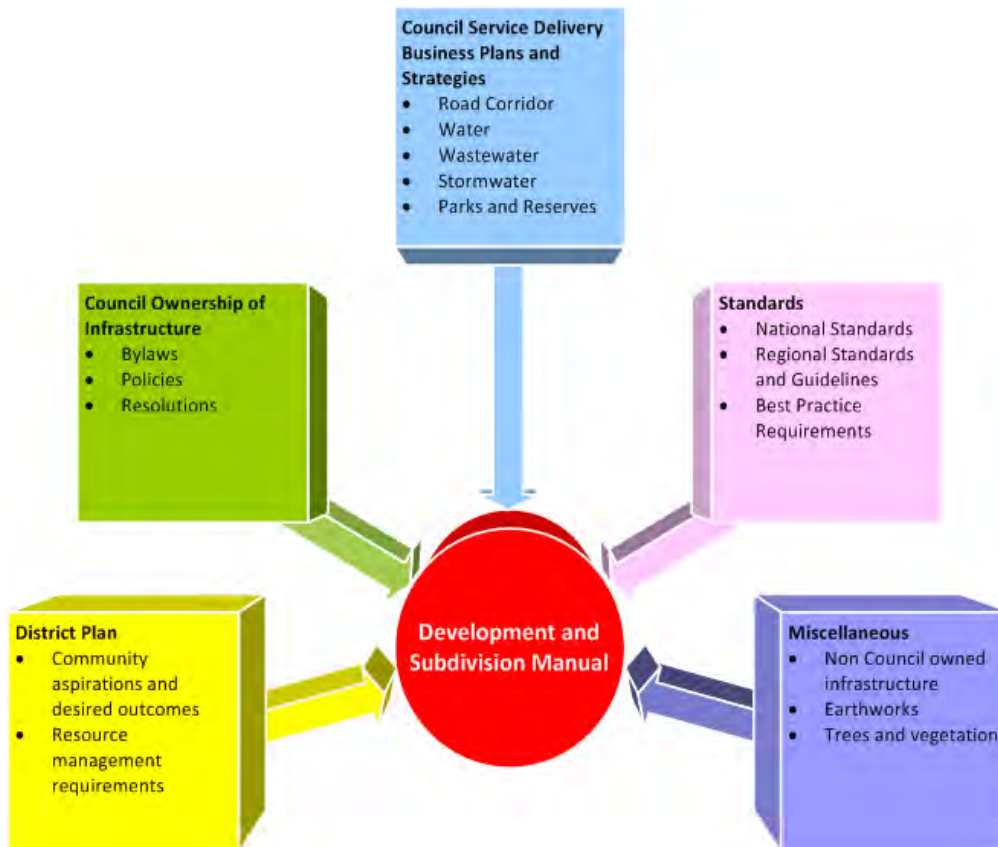 Council Service Delivery
Business Plans and
Strategies
• Road Corridor
• Water
• Wastewater
• Stormwater
• Parks and Reserves
Council Ownership of
Infrastructure
• Bylaws
• Policies
• Resolutions
Standards
• National Standards
• Regional Standards
and Guidelines
• Best Practice
Requirements
District Plan
• Community
aspirations and
desired outcomes
• Resource
management
requirements
Development and
Subdivision Manual
Miscellaneous
• Non Council owned
infrastructure
• Earthworks
• Trees and vegetation